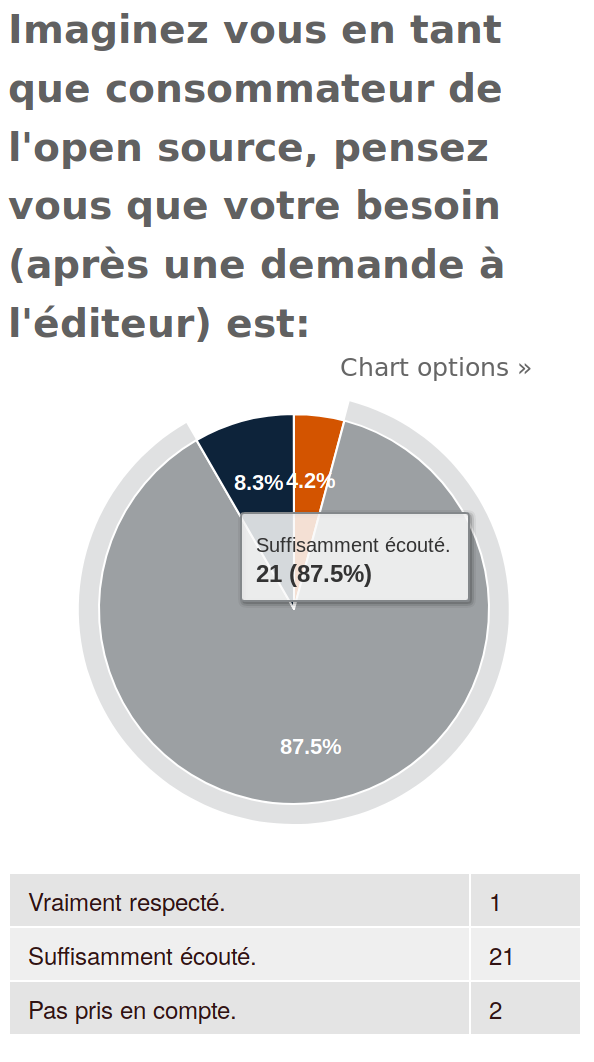 Imaginez vous en tant
que consommateur de
l'open source, pensez
vous que votre besoin
(après une demande à
l'éditeur) est:
Chart options »
8.3% 4.2%
Suffisamment écouté.
21 (87.5%)
87.5%
Vraiment respecté. 1
Suffisamment écouté. 21
Pas pris en compte. 2